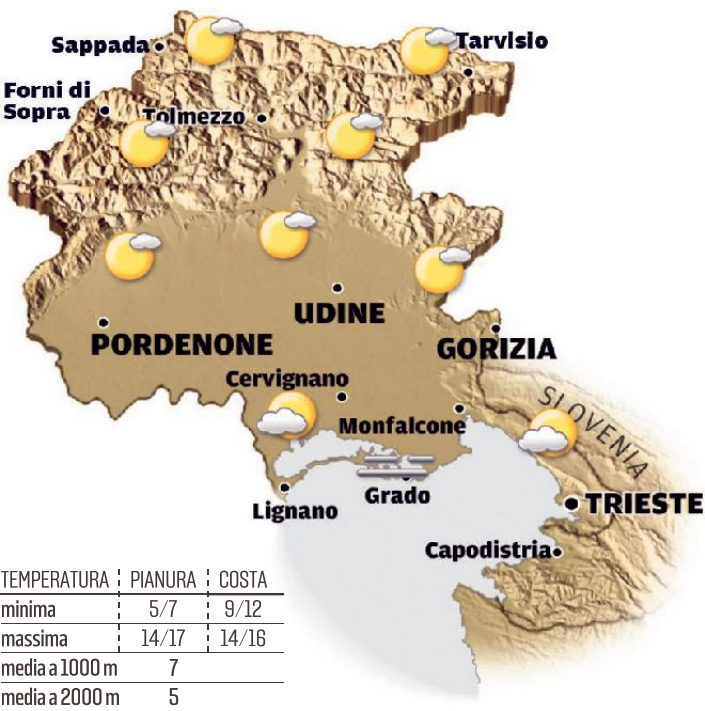 Sappada
Tarvisio
Forni di
Sopra
Tolmezzo
UDINE
PORDENONE
GORIZIA
Cervignano
SLOVENIA
Monfalcone
Grado
Lignano
TRIESTE
Capodistria
TEMPERATURA PIANURA COSTA
minima 5/7 9/12
massima 14/17 14/16
media a 1000 m 7
media a 2000 m 5